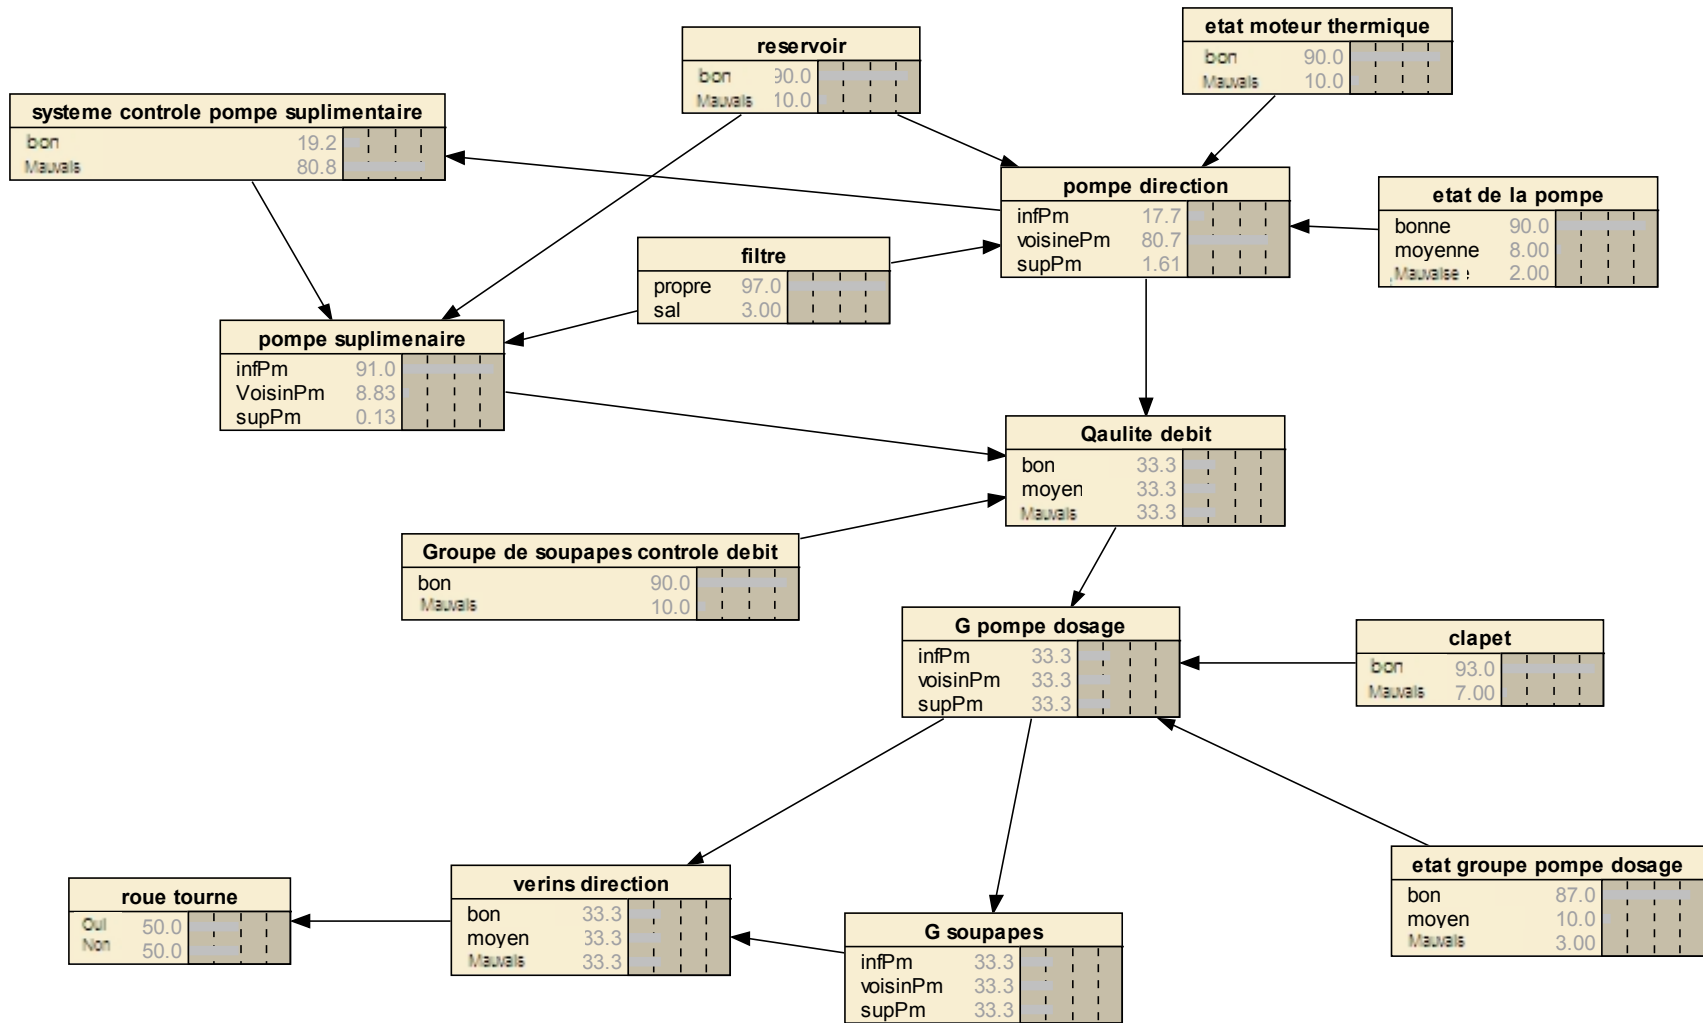 reservoir
bon 90.0
Mauvais 10.0
etat moteur thermique
bon 90.0
Mauvais 10.0
systeme controle pompe suplimentaire
bon 19.2
Mauvais 80.8
pompe direction
infPm 17.7
voisinePm 80.7
supPm 1.61
etat de la pompe
bonne 90.0
moyenne 8.00
Mauvaise 2.00
filtre
propre 97.0
sal 3.00
pompe suplimenaire
infPm 91.0
VoisinPm 8.83
supPm 0.13
Qaulite debit
bon 33.3
moyen 33.3
Mauvais 33.3
Groupe de soupapes controle debit
bon 90.0
Mauvais 10.0
G pompe dosage
infPm 33.3
voisinPm 33.3
supPm 33.3
clapet
bon 93.0
Mauvais 7.00
etat groupe pompe dosage
bon 87.0
moyen 10.0
Mauvais 3.00
verins direction
bon 33.3
moyen 33.3
Mauvais 33.3
roue tourne
Oui 50.0
Non 50.0
G soupapes
infPm 33.3
voisinPm 33.3
supPm 33.3